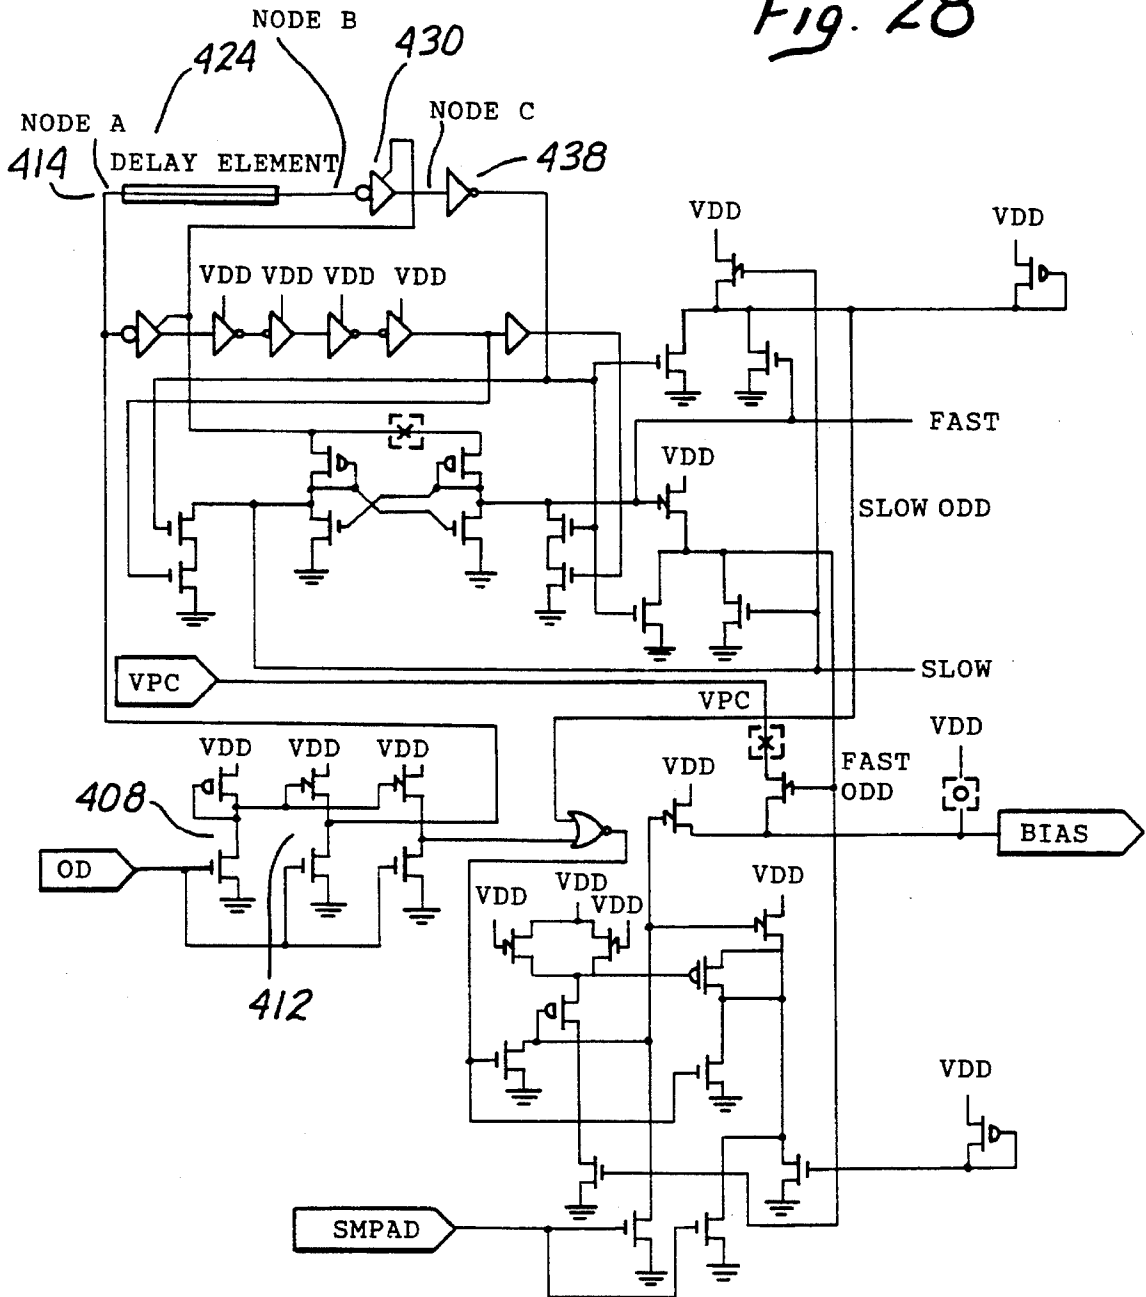 Fig. 28
NODE B
424
430
NODE A
NODE C
414
DELAY ELEMENT
438
VDD
VDD
VDD VDD VDD VDD
FAST
VDD
SLOW ODD
SLOW
VPC
VPC
VDD
VDD VDD VDD
FAST
ODD
VDD
408
BIAS
OD
VDD
VDD
VDD
VDD
412
VDD
SMPAD